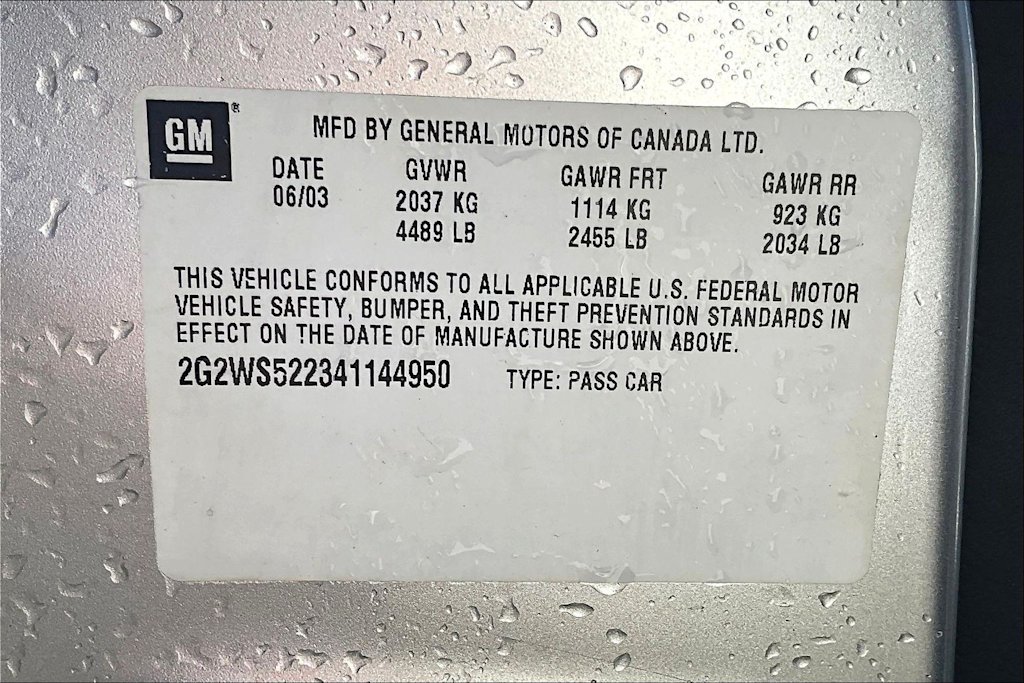 GM®
MFD BY GENERAL MOTORS OF CANADA LTD.
DATE GVWR GAWR FRT GAWR RR
06/03 2037 KG 1114 KG 923 KG
4489 LB 2455 LB 2034 LB
THIS VEHICLE CONFORMS TO ALL APPLICABLE U.S. FEDERAL MOTOR
VEHICLE SAFETY, BUMPER, AND THEFT PREVENTION STANDARDS IN
EFFECT ON THE DATE OF MANUFACTURE SHOWN ABOVE.
2G2WS522341144950 TYPE: PASS CAR